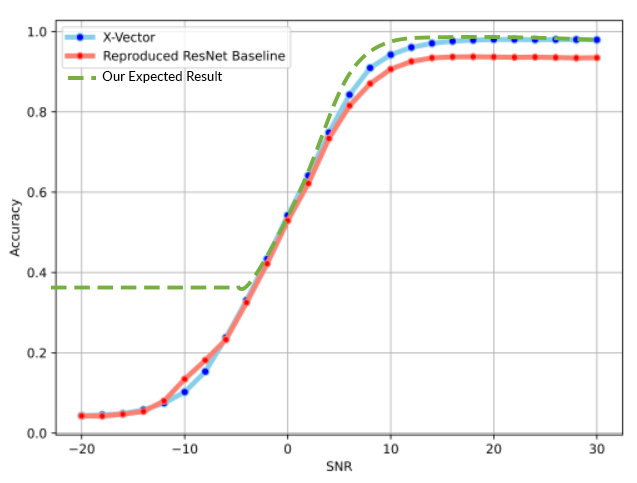 1.0
0.8
0.6
0.4
0.2
0.0
Accuracy
X-Vector
Reproduced ResNet Baseline
Our Expected Result
−20
−10
0
10
20
30
SNR